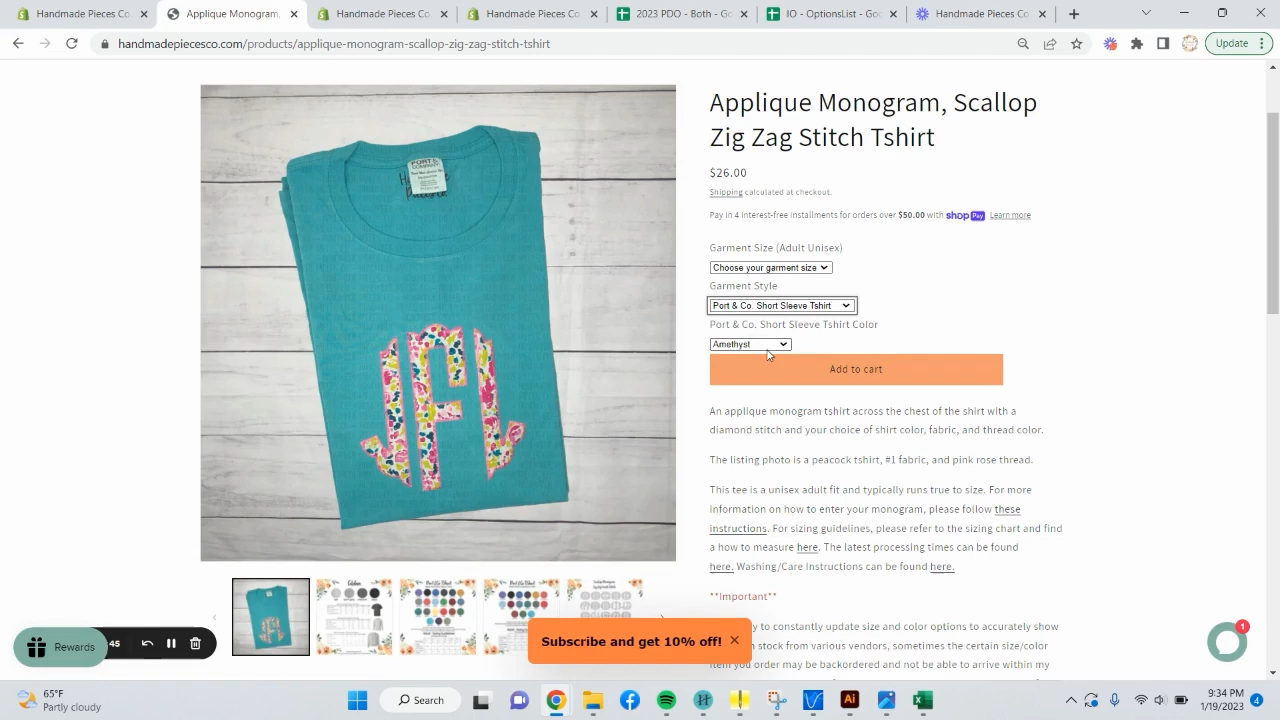 Handmade Pieces Co.
Applique Monogram,
Handmade Pieces Co.
Handmade Pieces Co.
2023 PDO - Both - Go
IO - OptionsList - Goo
Handmade Pieces Co
handmadepiecesco.com/products/applique-monogram-scallop-zig-zag-stitch-tshirt
Update
PORT &
Applique Monogram, Scallop
Zig Zag Stitch Tshirt
$26.00
Shipping calculated at checkout.
Pay in 4 interest-free installments for orders over $50.00 with shop Pay Learn more
Garment Size (Adult Unisex)
Choose your garment size
Garment Style
Port & Co. Short Sleeve Tshirt
Port & Co. Short Sleeve Tshirt Color
Amethyst
Add to cart
An applique monogram tshirt across the chest of the shirt with a
diamond stitch and your choice of shirt color, fabric, and thread color.
The listing photo is a peacock tshirt, #1 fabric, and pink rose thread.
This tee is a unisex adult fit and typically runs true to size. For more
information on how to enter your monogram, please follow these
instructions. For sizing guidelines, please refer to the sizing chart and find
a how to measure here. The latest processing times can be found
here. Washing/Care Instructions can be found here.
**Important**
y to constantly update size and color options to accurately show
stock from various vendors, sometimes the certain size/color
item you order may be backordered and not be able to arrive within my
Subscribe and get 10% off!
Rewards
45
1
65°F
Partly cloudy
Search
9:34 PM
1/19/2023
4